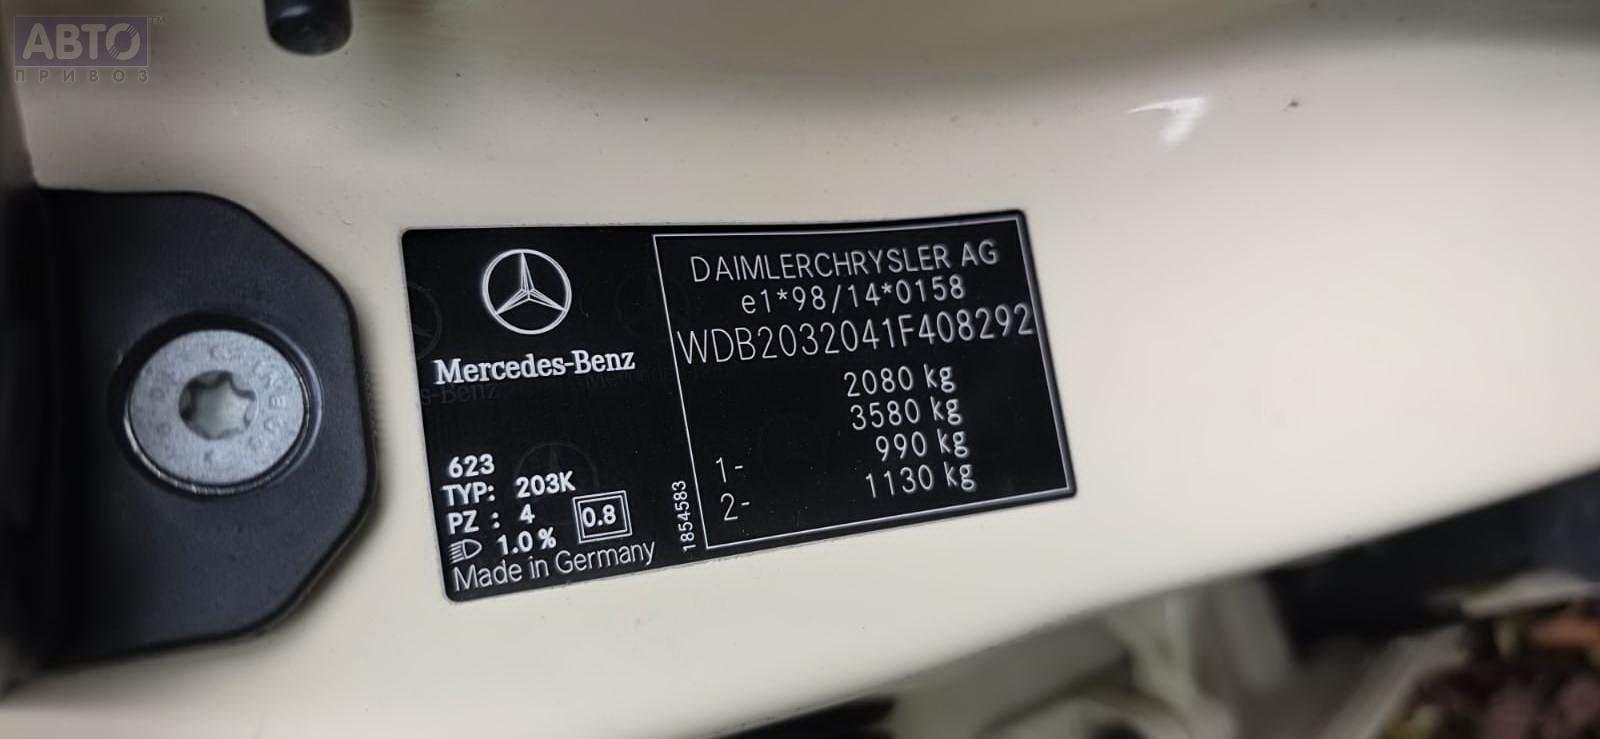 АВТО™
ПРИВОЗ
Mercedes-Benz
623
TYP: 203K
PZ : 4
1.0%
0.8
Made in Germany
1854583
DAIMLERCHRYSLER AG
e1*98/14*0158
WDB2032041F408292
2080 kg
3580 kg
1- 990 kg
2- 1130 kg